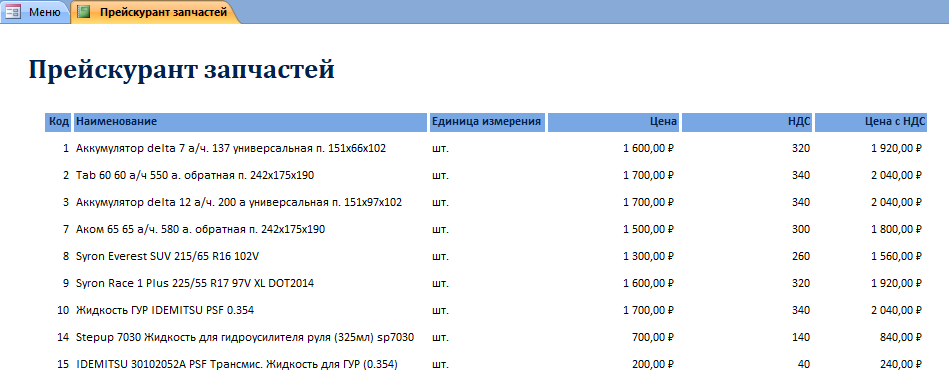 Меню Прейскурант запчастей
Прейскурант запчастей
Код Наименование Единица измерения Цена НДС Цена с НДС
1 Аккумулятор delta 7 а/ч. 137 универсальная п. 151х66х102 шт. 1 600,00 ₽ 320 1 920,00 ₽
2 Tab 60 60 а/ч 550 а. обратная п. 242х175х190 шт. 1 700,00 ₽ 340 2 040,00 ₽
3 Аккумулятор delta 12 а/ч. 200 а универсальная п. 151х97х102 шт. 1 700,00 ₽ 340 2 040,00 ₽
7 Аком 65 65 а/ч. 580 а. обратная п. 242х175х190 шт. 1 500,00 ₽ 300 1 800,00 ₽
8 Syron Everest SUV 215/65 R16 102V шт. 1 300,00 ₽ 260 1 560,00 ₽
9 Syron Race 1 Plus 225/55 R17 97V XL DOT2014 шт. 1 600,00 ₽ 320 1 920,00 ₽
10 Жидкость ГУР IDEMITSU PSF 0.354 шт. 1 700,00 ₽ 340 2 040,00 ₽
14 Stepup 7030 Жидкость для гидроусилителя руля (325мл) sp7030 шт. 700,00 ₽ 140 840,00 ₽
15 IDEMITSU 30102052A PSF Трансмис. Жидкость для ГУР (0.354) шт. 200,00 ₽ 40 240,00 ₽